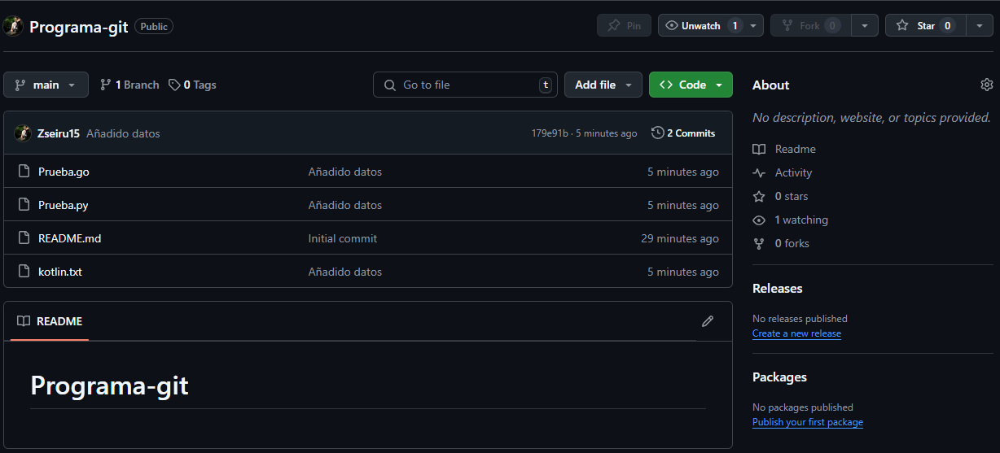 Programa-git Public Pin Unwatch 1 Fork 0 Star 0
main 1 Branch 0 Tags Go to file t Add file Code
Zseiru15 Añadido datos 179e91b · 5 minutes ago 2 Commits
Prueba.go Añadido datos 5 minutes ago
Prueba.py Añadido datos 5 minutes ago
README.md Initial commit 29 minutes ago
kotlin.txt Añadido datos 5 minutes ago
README
Programa-git
About
No description, website, or topics provided.
Readme
Activity
0 stars
1 watching
0 forks
Releases
No releases published
Create a new release
Packages
No packages published
Publish your first package